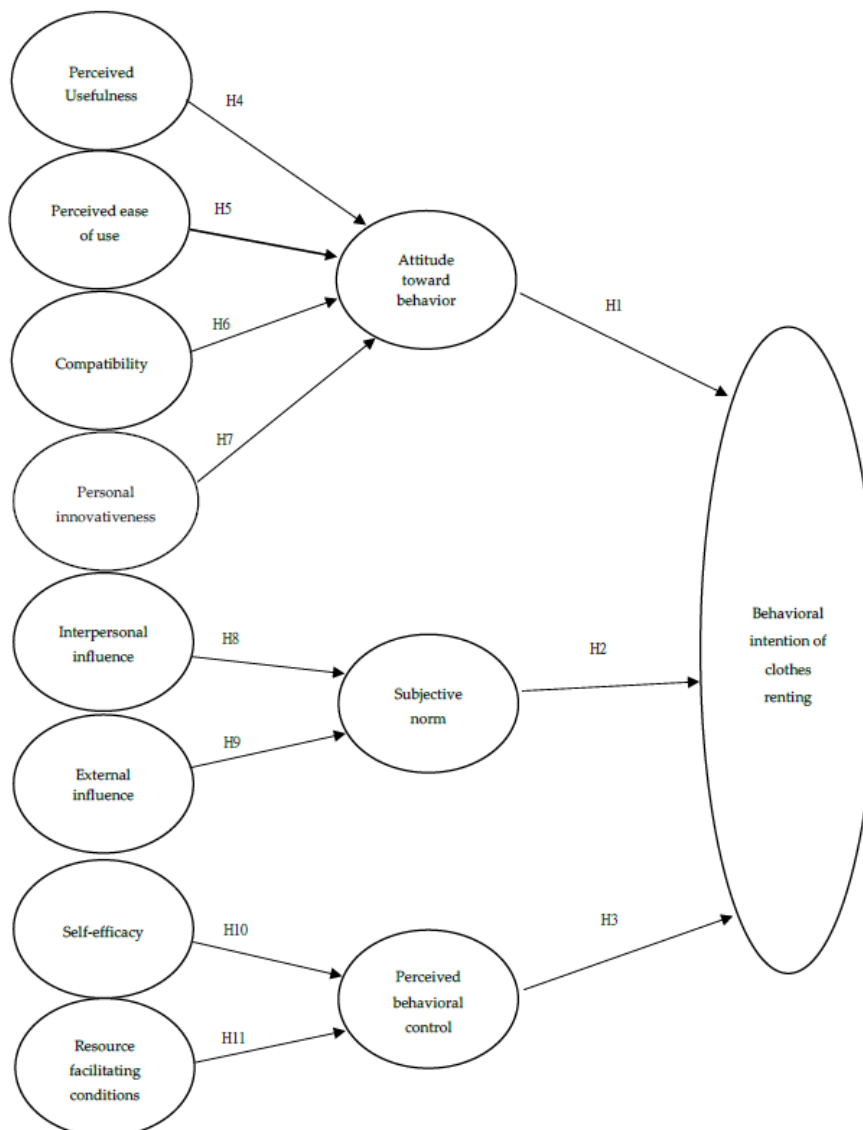 Perceived
Usefulness
H4
Perceived ease
of use
H5
Attitude
toward
behavior
H1
Compatibility
H6
Personal
innovativeness
H7
Interpersonal
influence
H8
Subjective
norm
H2
Behavioral
intention of
clothes
renting
External
influence
H9
Self-efficacy
H10
Perceived
behavioral
control
H3
Resource
facilitating
conditions
H11